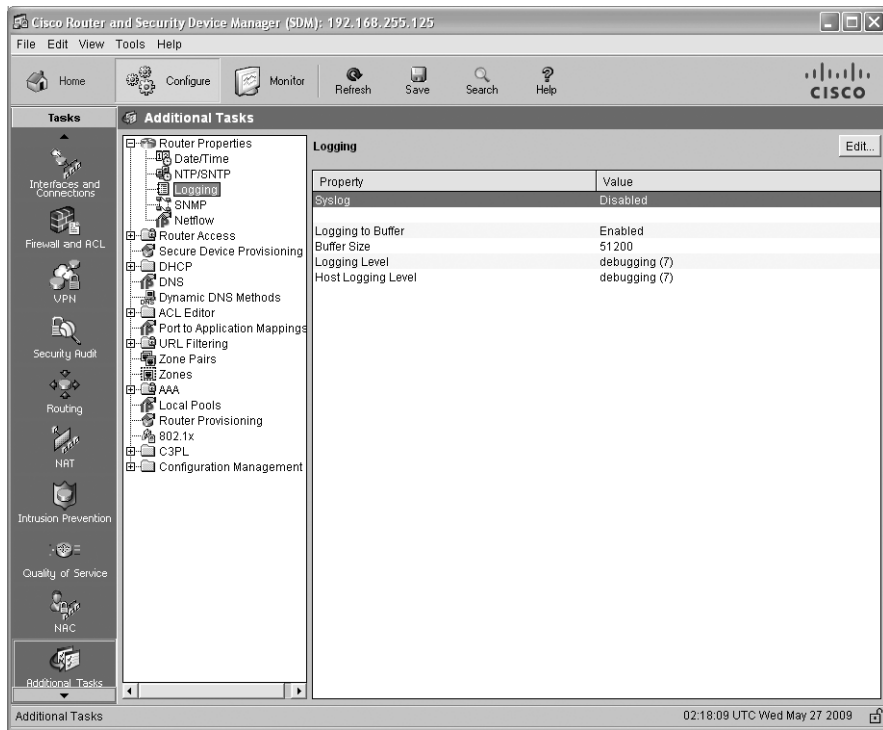 Cisco Router and Security Device Manager (SDM): 192.168.255.125
File Edit View Tools Help
Home Configure Monitor Refresh Save Search Help
CISCO
Tasks
Interfaces and Connections
Firewall and ACL
VPN
Security Audit
Routing
NAT
Intrusion Prevention
Quality of Service
NAC
Additional Tasks
Additional Tasks
Router Properties
Date/Time
NTP/SNTP
Logging
SNMP
Netflow
Router Access
Secure Device Provisioning
DHCP
DNS
Dynamic DNS Methods
ACL Editor
Port to Application Mappings
URL Filtering
Zone Pairs
Zones
AAA
Local Pools
Router Provisioning
802.1x
C3PL
Configuration Management
Logging
Edit...
Property Value
Syslog Disabled
Logging to Buffer Enabled
Buffer Size 51200
Logging Level debugging (7)
Host Logging Level debugging (7)
Additional Tasks
02:18:09 UTC Wed May 27 2009